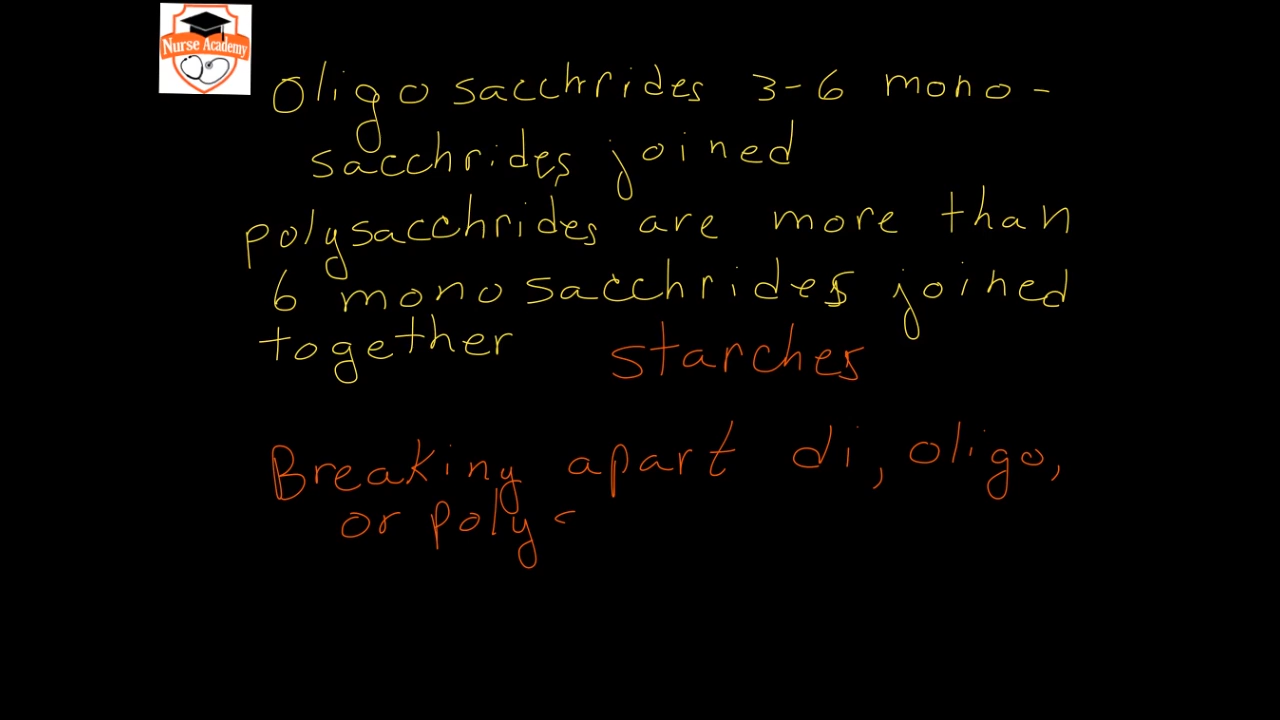 Nurse Academy
Oligosacchrides 3-6 mono-
sacchrides joined
polysacchrides are more than
6 monosacchrides joined
together starches
Breaking apart di, oligo,
or poly